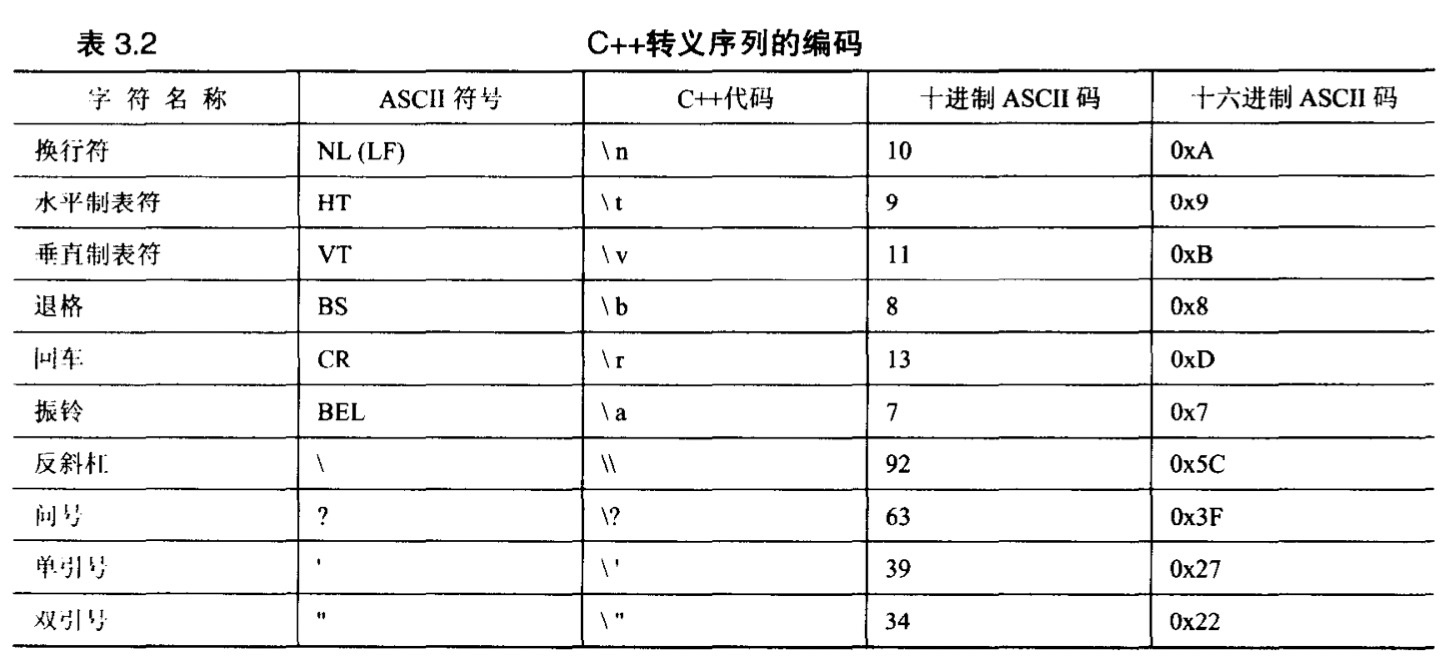 表 3.2 C++转义序列的编码
字 符 名 称 ASCII 符号 C++代码 十进制 ASCII 码 十六进制 ASCII 码
换行符 NL (LF) \ n 10 0xA
水平制表符 HT \ t 9 0x9
垂直制表符 VT \ v 11 0xB
退格 BS \ b 8 0x8
回车 CR \ r 13 0xD
振铃 BEL \ a 7 0x7
反斜杠 \ \\ 92 0x5C
问号 ? \? 63 0x3F
单引号 ' \ ' 39 0x27
双引号 " \ " 34 0x22